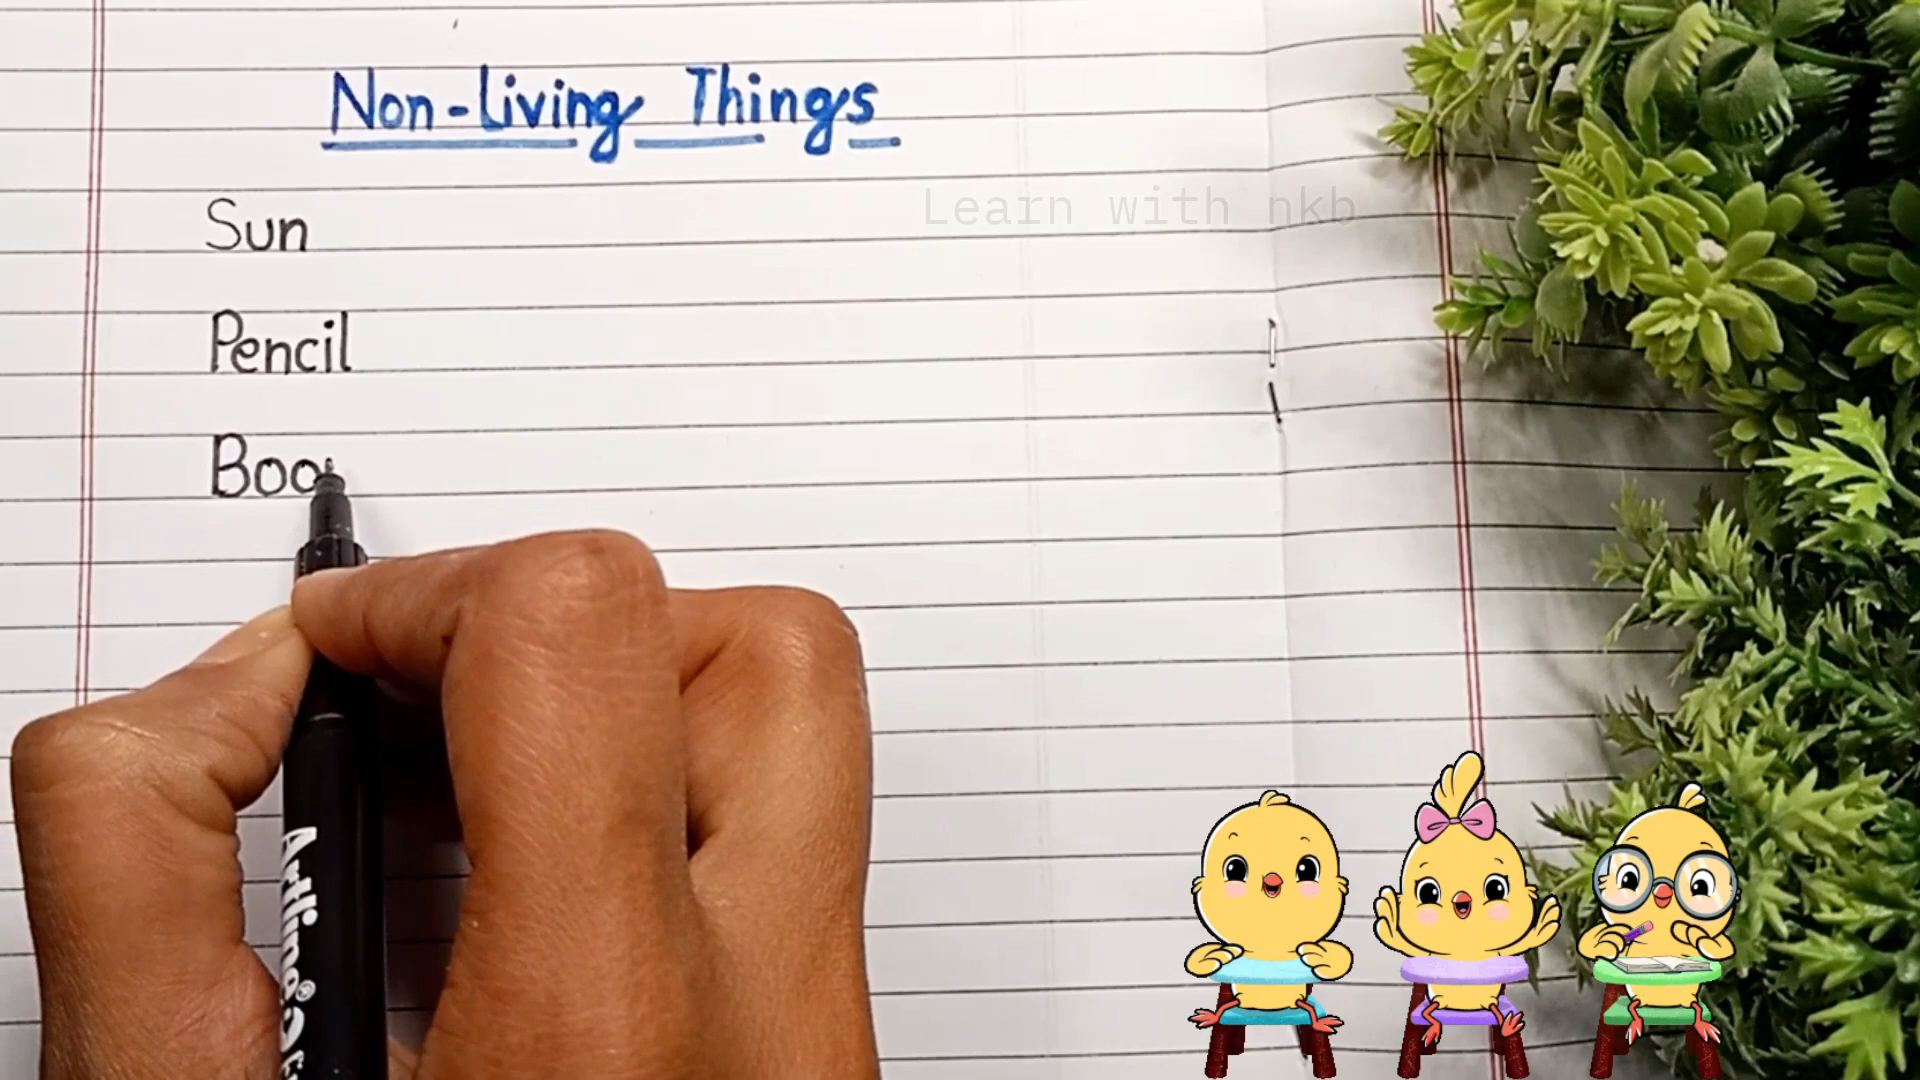 Non-Living Things
Learn with nkb
Sun
Pencil
Boo
Artline